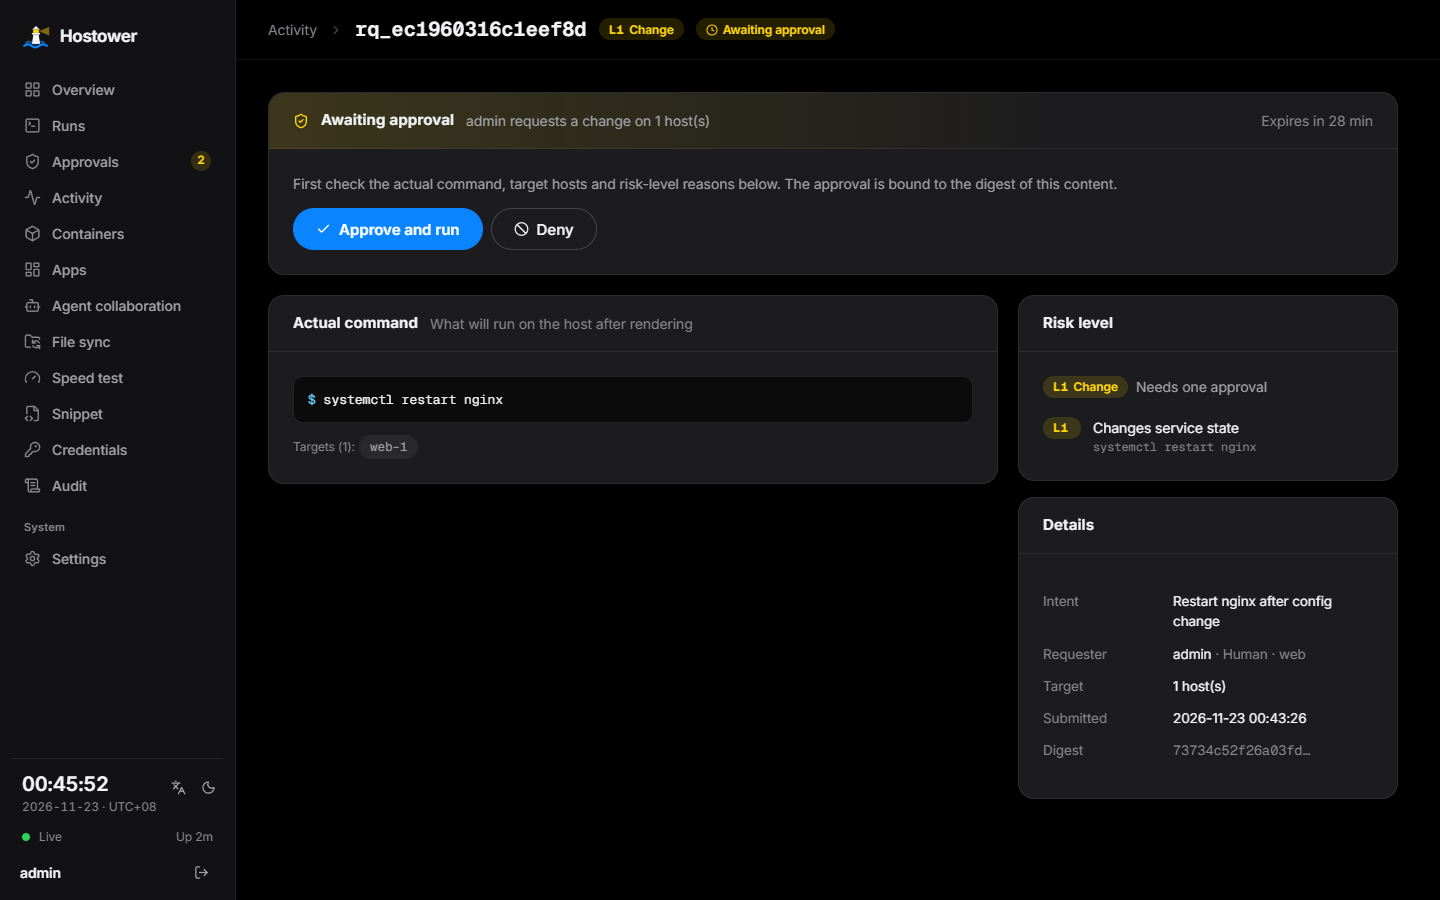 Hostower
Overview
Runs
Approvals 2
Activity
Containers
Apps
Agent collaboration
File sync
Speed test
Snippet
Credentials
Audit
System
Settings
00:45:52
2026-11-23 · UTC+08
Live Up 2m
admin
Activity rq_ec1960316c1eef8d L1 Change Awaiting approval
Awaiting approval admin requests a change on 1 host(s) Expires in 28 min
First check the actual command, target hosts and risk-level reasons below. The approval is bound to the digest of this content.
Approve and run Deny
Actual command What will run on the host after rendering
$ systemctl restart nginx
Targets (1): web-1
Risk level
L1 Change Needs one approval
L1 Changes service state
systemctl restart nginx
Details
Intent Restart nginx after config
change
Requester admin · Human · web
Target 1 host(s)
Submitted 2026-11-23 00:43:26
Digest 73734c52f26a03fd…